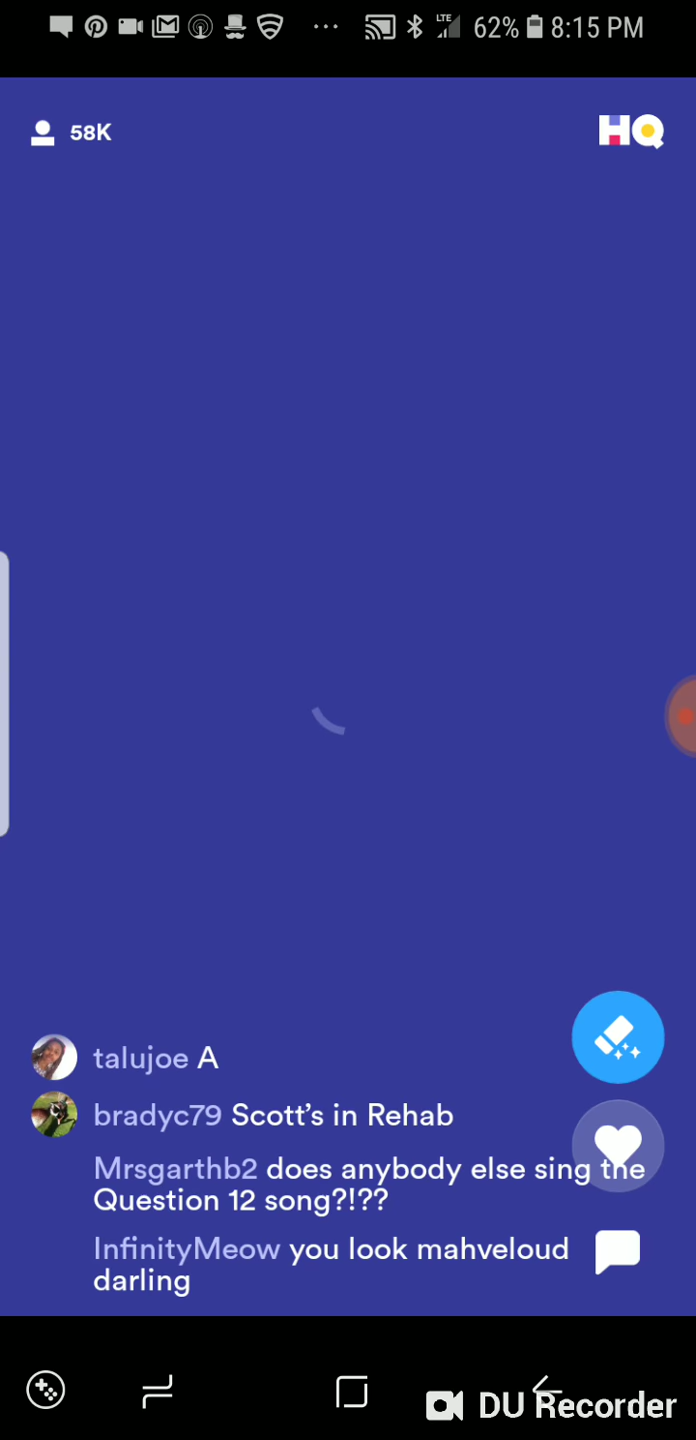 LTE 62% 8:15 PM
58K HQ
talujoe A
bradyc79 Scott's in Rehab
Mrsgarthb2 does anybody else sing the
Question 12 song?!??
InfinityMeow you look mahveloud
darling
DU Recorder